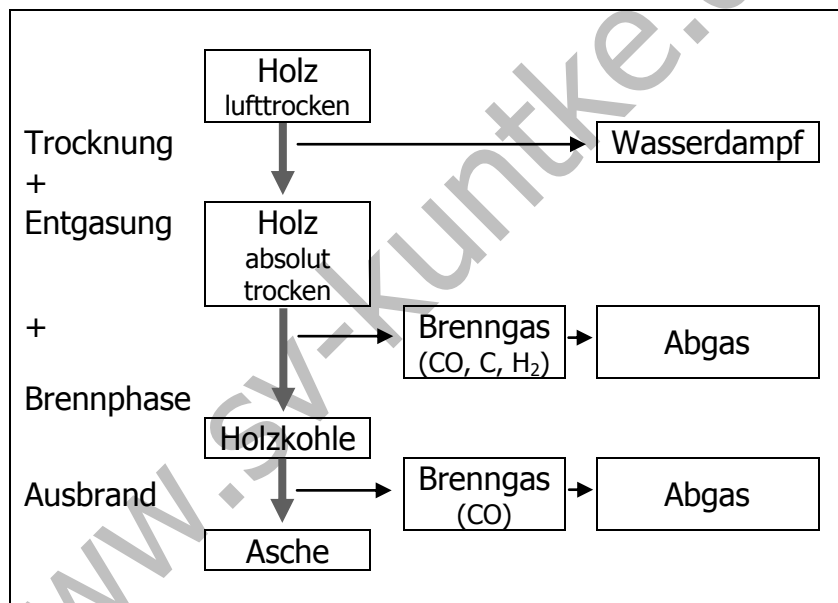 Holz
lufttrocken
Trocknung
Wasserdampf
+
Entgasung
Holz
absolut
trocken
+
Brenngas
(CO, C, H₂)
Abgas
Brennphase
Holzkohle
Ausbrand
Brenngas
(CO)
Abgas
Asche
www.sv-kuntke.